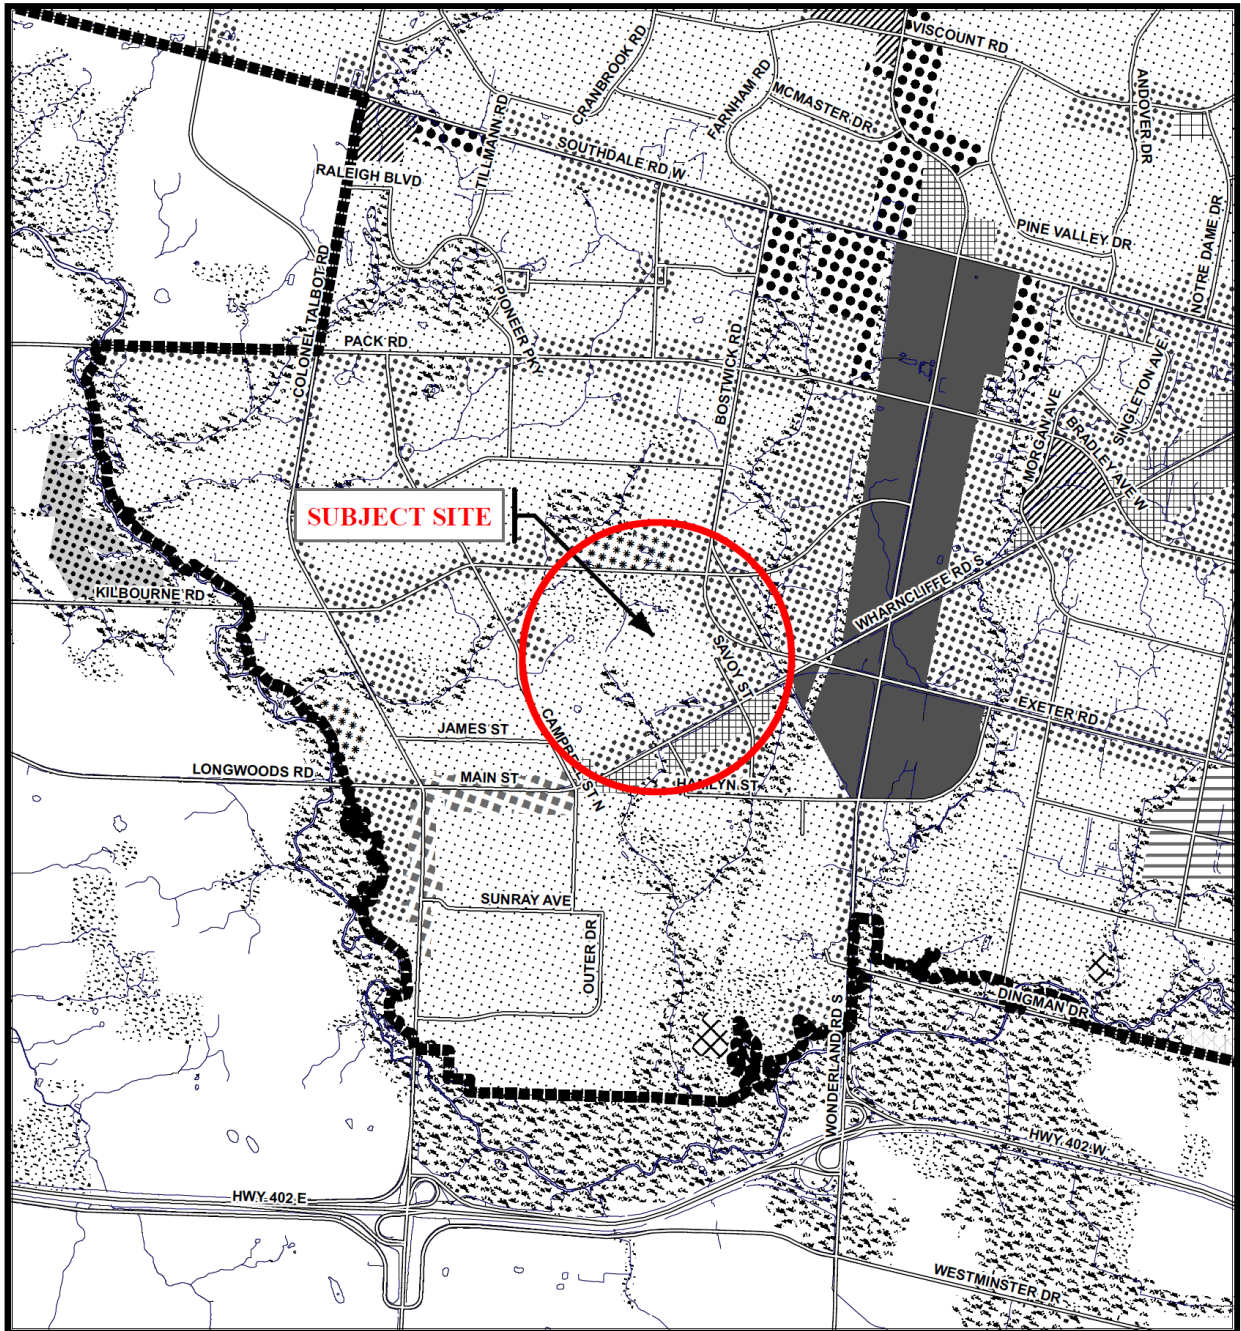 VISCOUNT RD
CRANBROOK RD
FARNHAM RD
MCMASTER DR
ANDOVER DR
TILLMANN RD
SOUTHDALE RD W
RALEIGH BLVD
NOTRE DAME DR
PINE VALLEY DR
COLONEL TALBOT RD
PIONEER PKY
PACK RD
BOSTWICK RD
SINGLETON AVE
MORGAN AVE
BRADLEY AVE W
SUBJECT SITE
KILBOURNE RD
WHARNCLIFFE RD S
SAVOY ST
EXETER RD
JAMES ST
CAMPBELL ST N
LONGWOODS RD
MAIN ST
HAMLYN ST
SUNRAY AVE
OUTER DR
WONDERLAND RD S
DINGMAN DR
HWY 402 W
HWY 402 E
WESTMINSTER DR